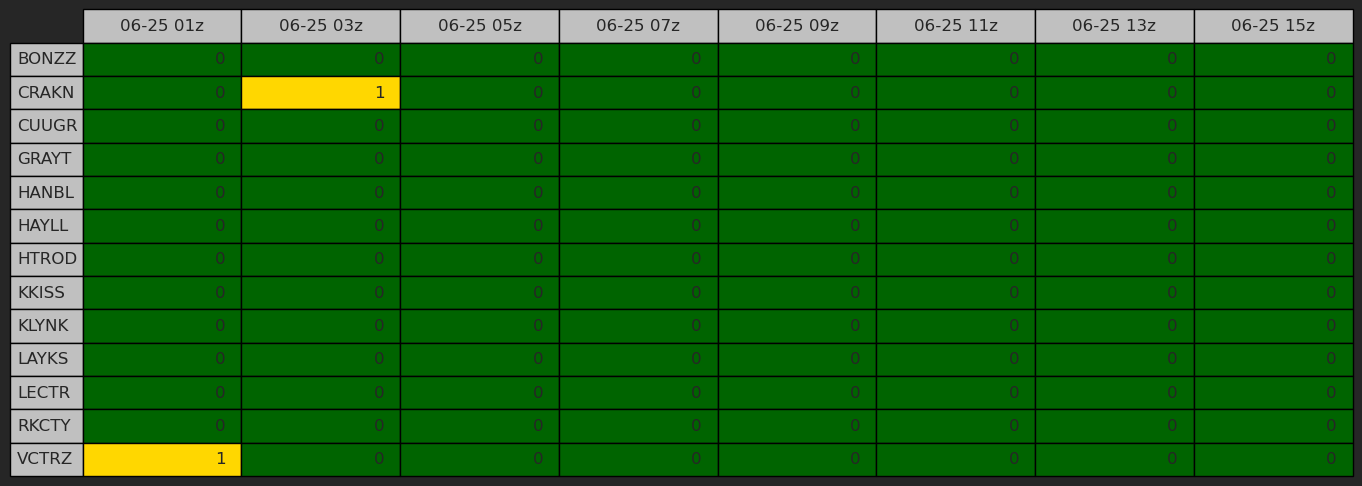 06-25 01z 06-25 03z 06-25 05z 06-25 07z 06-25 09z 06-25 11z 06-25 13z 06-25 15z
BONZZ 0 0 0 0 0 0 0 0
CRAKN 0 1 0 0 0 0 0 0
CUUGR 0 0 0 0 0 0 0 0
GRAYT 0 0 0 0 0 0 0 0
HANBL 0 0 0 0 0 0 0 0
HAYLL 0 0 0 0 0 0 0 0
HTROD 0 0 0 0 0 0 0 0
KKISS 0 0 0 0 0 0 0 0
KLYNK 0 0 0 0 0 0 0 0
LAYKS 0 0 0 0 0 0 0 0
LECTR 0 0 0 0 0 0 0 0
RKCTY 0 0 0 0 0 0 0 0
VCTRZ 1 0 0 0 0 0 0 0